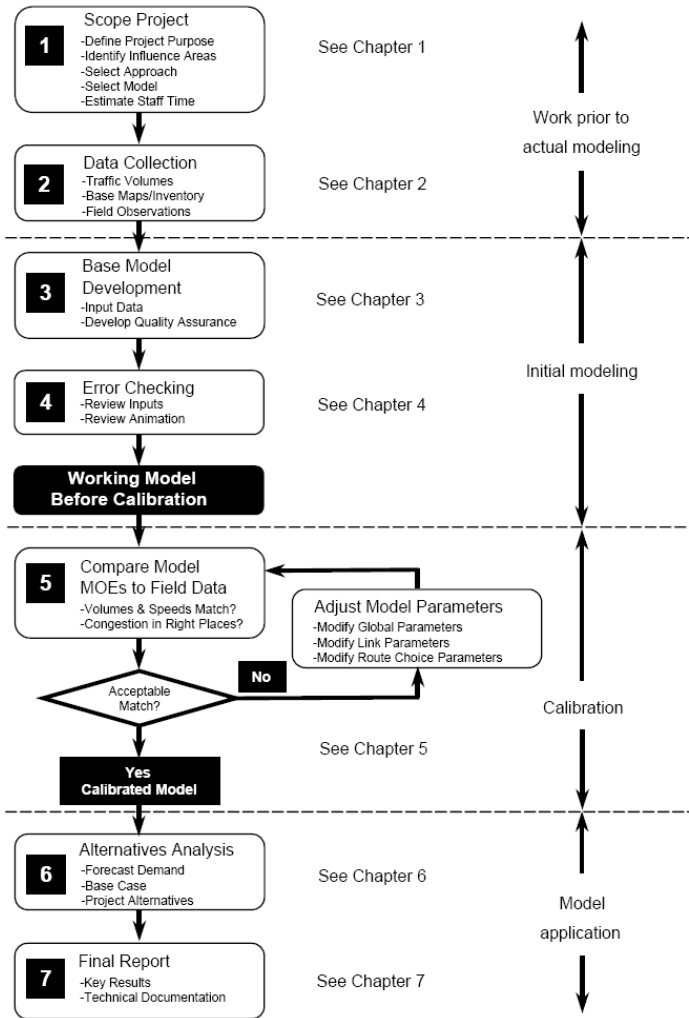 Scope Project
1
-Define Project Purpose
-Identify Influence Areas
-Select Approach
-Select Model
-Estimate Staff Time
See Chapter 1
Work prior to
actual modeling
Data Collection
2
-Traffic Volumes
-Base Maps/Inventory
-Field Observations
See Chapter 2
Base Model
Development
3
-Input Data
-Develop Quality Assurance
See Chapter 3
Initial modeling
Error Checking
4
-Review Inputs
-Review Animation
See Chapter 4
Working Model
Before Calibration
Compare Model
MOEs to Field Data
5
-Volumes & Speeds Match?
-Congestion in Right Places?
Adjust Model Parameters
-Modify Global Parameters
-Modify Link Parameters
-Modify Route Choice Parameters
Acceptable
Match?
No
Calibration
See Chapter 5
Yes
Calibrated Model
Alternatives Analysis
6
-Forecast Demand
-Base Case
-Project Alternatives
See Chapter 6
Model
application
Final Report
7
-Key Results
-Technical Documentation
See Chapter 7